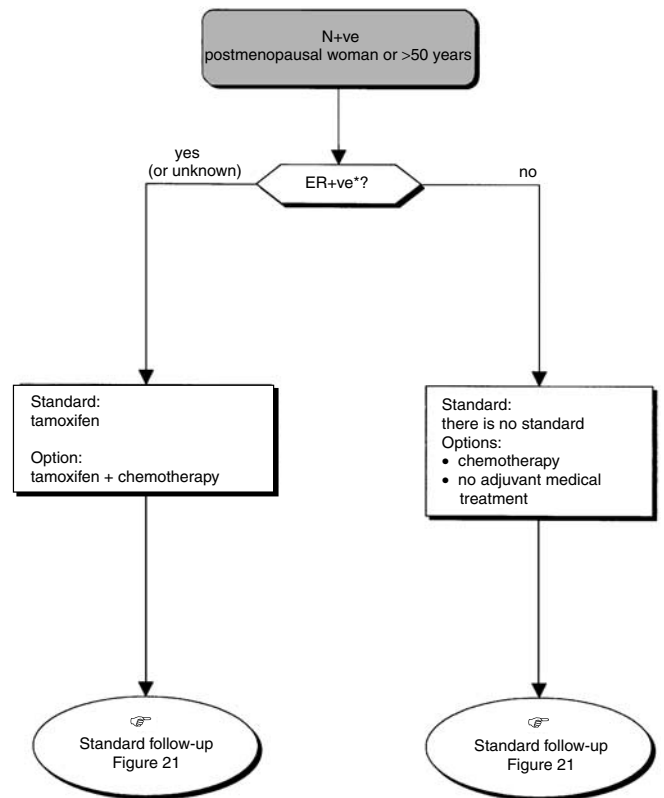 N+ve
postmenopausal woman or >50 years
yes
(or unknown)
ER+ve*?
no
Standard:
tamoxifen
Option:
tamoxifen + chemotherapy
Standard:
there is no standard
Options:
• chemotherapy
• no adjuvant medical
treatment
☞
Standard follow-up
Figure 21
☞
Standard follow-up
Figure 21